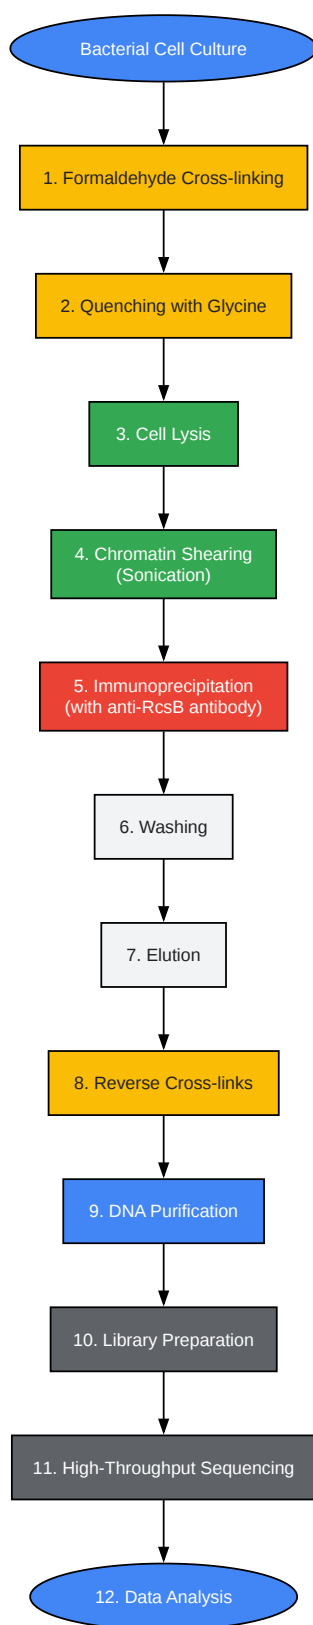 Bacterial Cell Culture
1. Formaldehyde Cross-linking
2. Quenching with Glycine
3. Cell Lysis
4. Chromatin Shearing
(Sonication)
5. Immunoprecipitation
(with anti-RcsB antibody)
6. Washing
7. Elution
8. Reverse Cross-links
9. DNA Purification
10. Library Preparation
11. High-Throughput Sequencing
12. Data Analysis